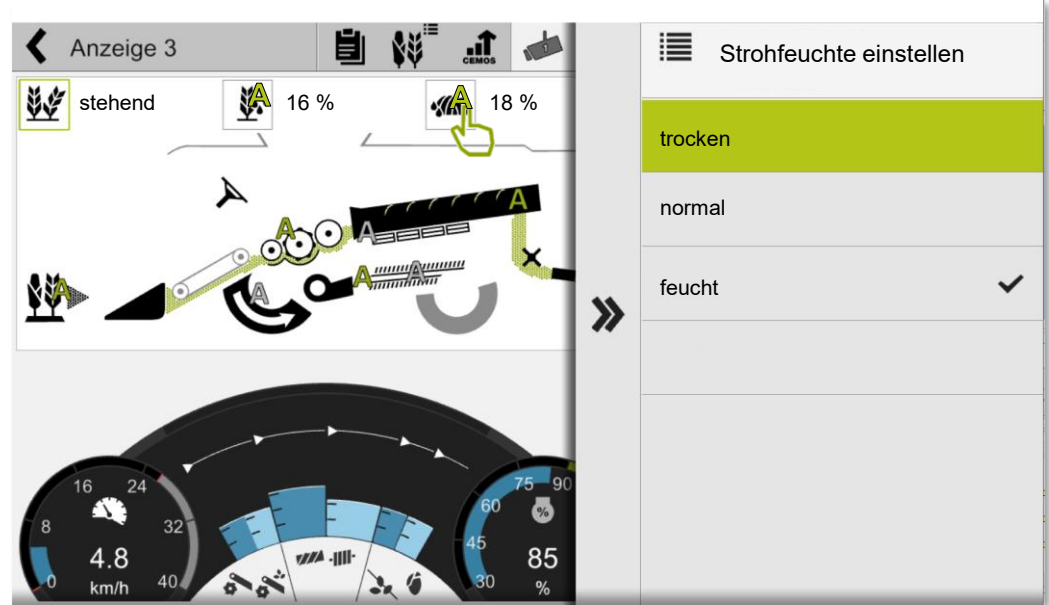 Anzeige 3
CEMOS
1
Strohfeuchte einstellen
stehend
A
16 %
A
18 %
trocken
normal
feucht
A
A
A
A
A
A
A
16
24
8
32
4.8
0
km/h
40
75
90
60
%
45
85
30
%